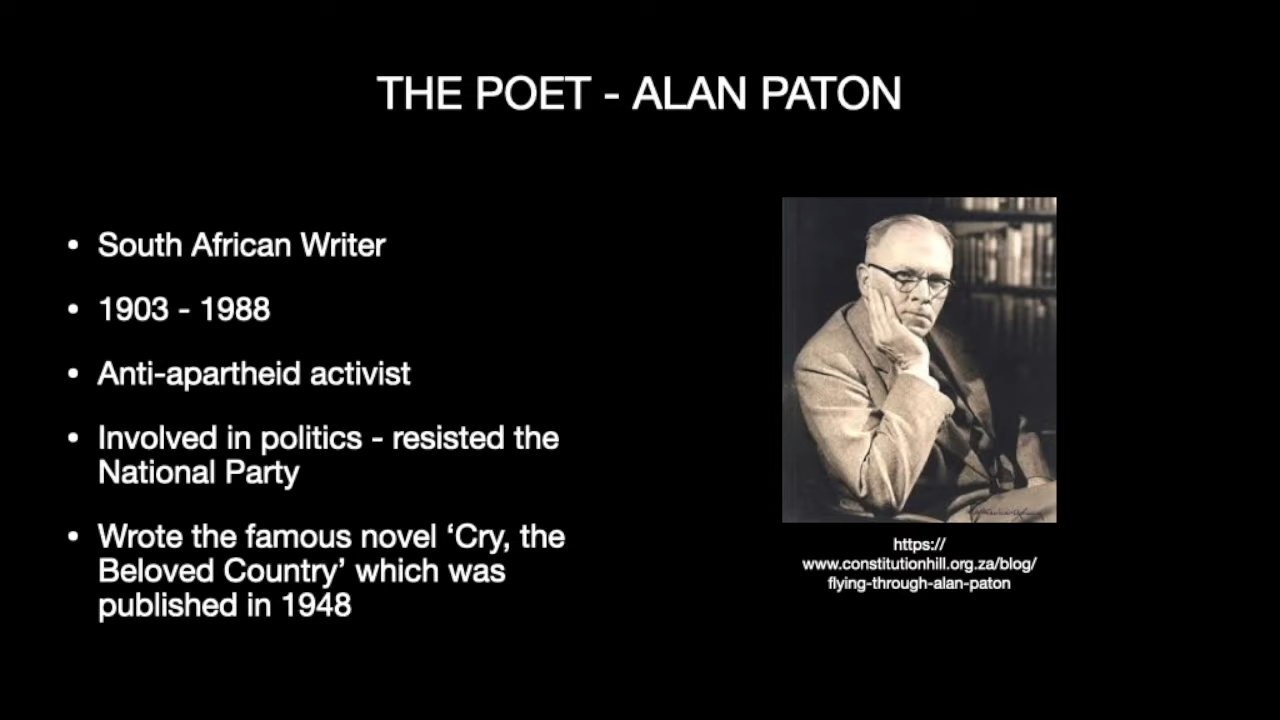 THE POET - ALAN PATON
• South African Writer
• 1903 - 1988
• Anti-apartheid activist
• Involved in politics - resisted the
National Party
• Wrote the famous novel ‘Cry, the
Beloved Country’ which was
published in 1948
https://
www.constitutionhill.org.za/blog/
flying-through-alan-paton